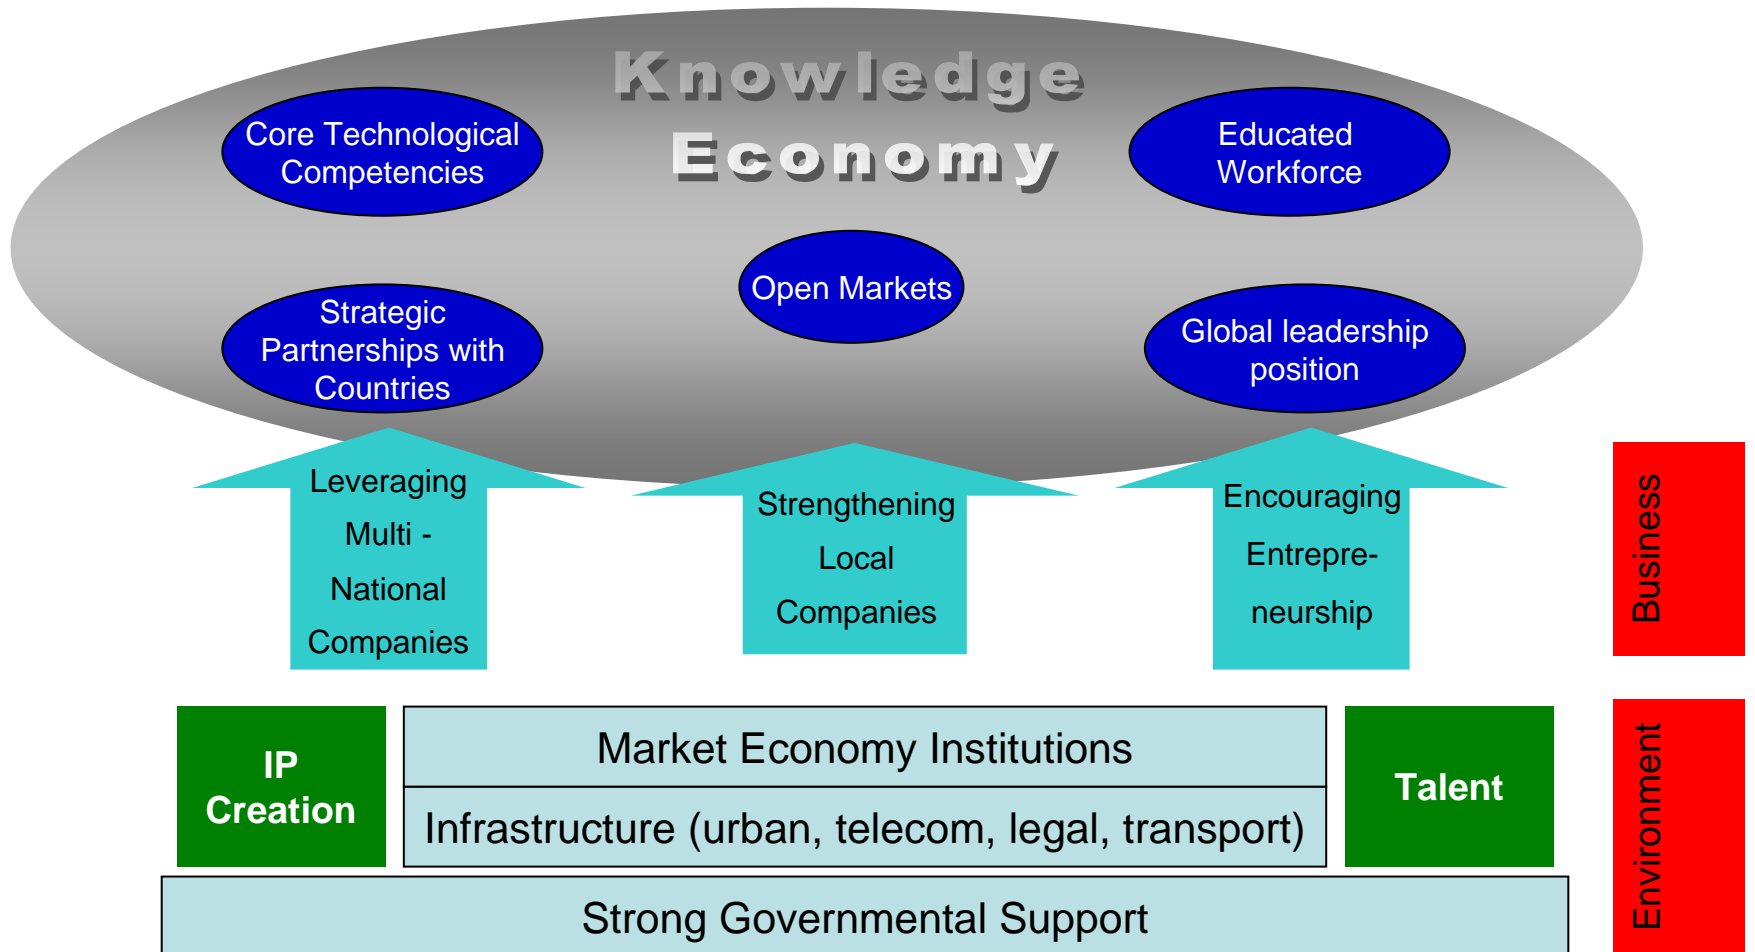 Knowledge
Economy
Core Technological
Competencies
Educated
Workforce
Open Markets
Strategic
Partnerships with
Countries
Global leadership
position
Leveraging
Multi -
National
Companies
Strengthening
Local
Companies
Encouraging
Entrepre-
neurship
Business
IP
Creation
Market Economy Institutions
Infrastructure (urban, telecom, legal, transport)
Talent
Strong Governmental Support
Environment